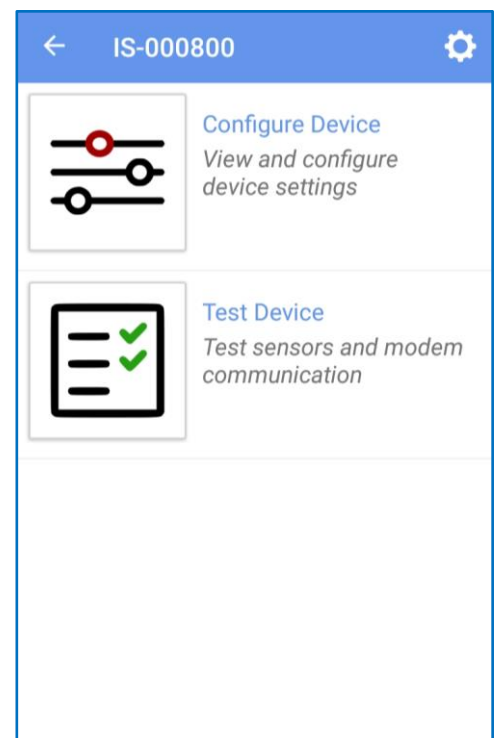 IS-000800
Configure Device
View and configure
device settings
Test Device
Test sensors and modem
communication